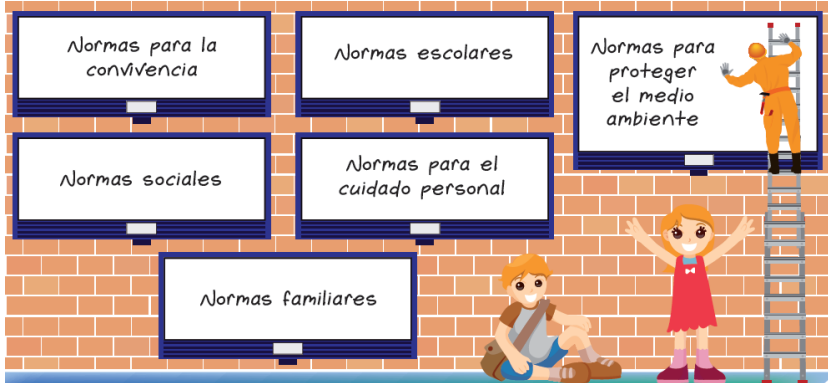 Normas para la
convivencia
Normas escolares
Normas para
proteger
el medio
ambiente
Normas sociales
Normas para el
cuidado personal
Normas familiares